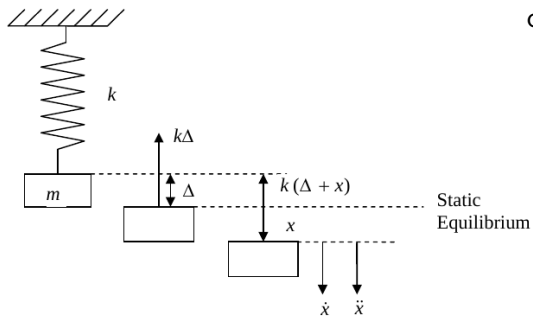 k
kΔ
m
Δ
k (Δ + x)
x
Static
Equilibrium
ẋ
ẍ